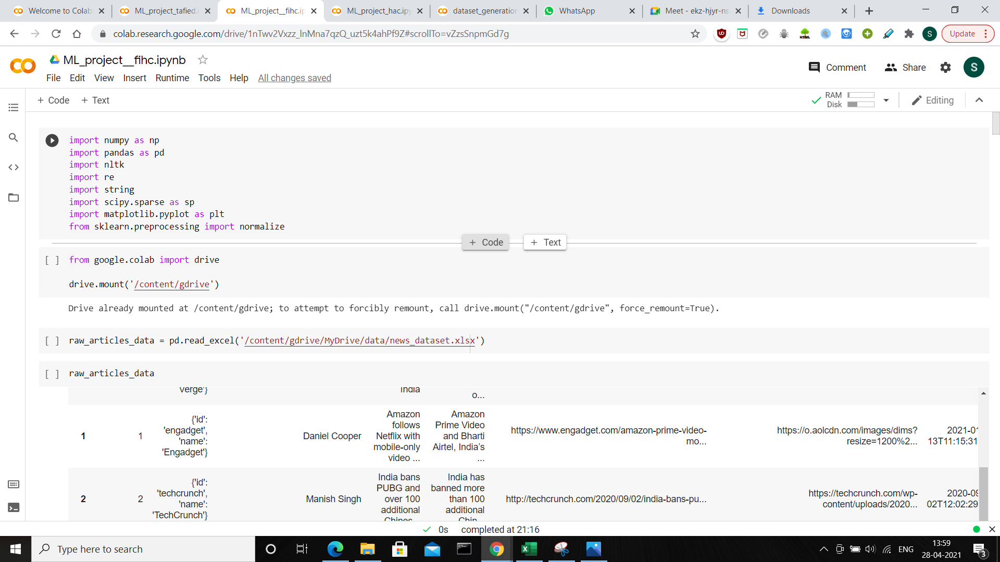 Welcome to Colab
ML_project_tafied.i
ML_project__fihc.ip
ML_project_hac.ipy
dataset_generation
WhatsApp
Meet - ekz-hjyr-ns
Downloads
colab.research.google.com/drive/1nTwv2Vxzz_lnMna7qzQ_uzt5k4ahPf9Z#scrollTo=vZzsSnpmGd7g
HTML
S
Update
ML_project__fihc.ipynb
Comment
Share
S
File Edit View Insert Runtime Tools Help All changes saved
+ Code + Text
RAM
Disk
Editing
import numpy as np
import pandas as pd
import nltk
import re
import string
import scipy.sparse as sp
import matplotlib.pyplot as plt
from sklearn.preprocessing import normalize
+ Code + Text
[ ] from google.colab import drive
drive.mount('/content/gdrive')
Drive already mounted at /content/gdrive; to attempt to forcibly remount, call drive.mount("/content/gdrive", force_remount=True).
[ ] raw_articles_data = pd.read_excel('/content/gdrive/MyDrive/data/news_dataset.xlsx')
[ ] raw_articles_data
Verge'}
India
o...
1
1
{'id':
'engadget',
'name':
'Engadget'}
Daniel Cooper
Amazon
follows
Netflix with
mobile-only
video ...
Amazon
Prime Video
and Bharti
Airtel, India's
...
https://www.engadget.com/amazon-prime-video-
mo...
https://o.aolcdn.com/images/dims?
resize=1200%2...
2021-01
13T11:15:31
2
2
{'id':
'techcrunch',
'name':
'TechCrunch'}
Manish Singh
India bans
PUBG and
over 100
additional
Chines...
India has
banned more
than 100
additional
Chin...
http://techcrunch.com/2020/09/02/india-bans-pu...
https://techcrunch.com/wp-
content/uploads/2020...
2020-09
02T12:02:29
0s completed at 21:16
Type here to search
ENG
13:59
28-04-2021
3